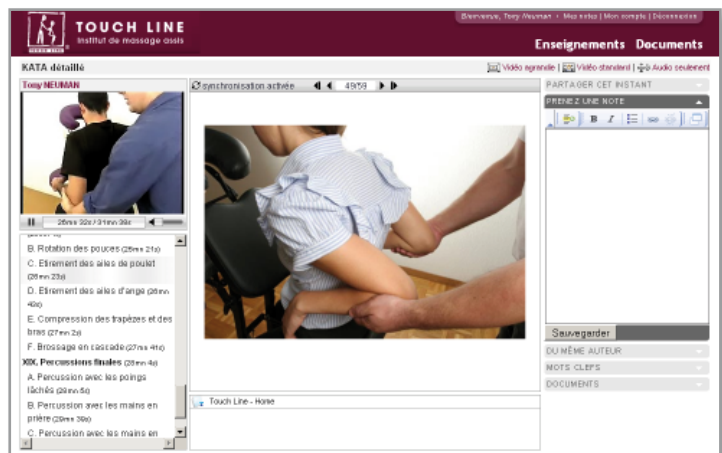 Bienvenue, Tony Neuman • Mes notes | Mon compte | Déconnexion
TOUCH LINE
Institut de massage assis
TOUCH LINE
Enseignements Documents
KATA détaillé
Vidéo agrandie | Vidéo standard | Audio seulement
Tony NEUMAN
synchronisation activée
49/59
PARTAGER CET INSTANT
PRENEZ UNE NOTE
B I
26mn 32s / 31mn 39s
B. Rotation des pouces (25mn 21s)
C. Etirement des ailes de poulet
(26mn 23s)
D. Etirement des ailes d'ange (26mn
E. Compression des trapèzes et des
bras (27mn 2s)
F. Brossage en cascade (27mn 41s)
XIX. Percussions finales (28mn 4s)
A. Percussion avec les poings
lâchés (28mn 5s)
B. Percussion avec les mains en
prière (29mn 39s)
C. Percussion avec les mains en
Touch Line - Home
Sauvegarder
DU MÊME AUTEUR
MOTS CLEFS
DOCUMENTS